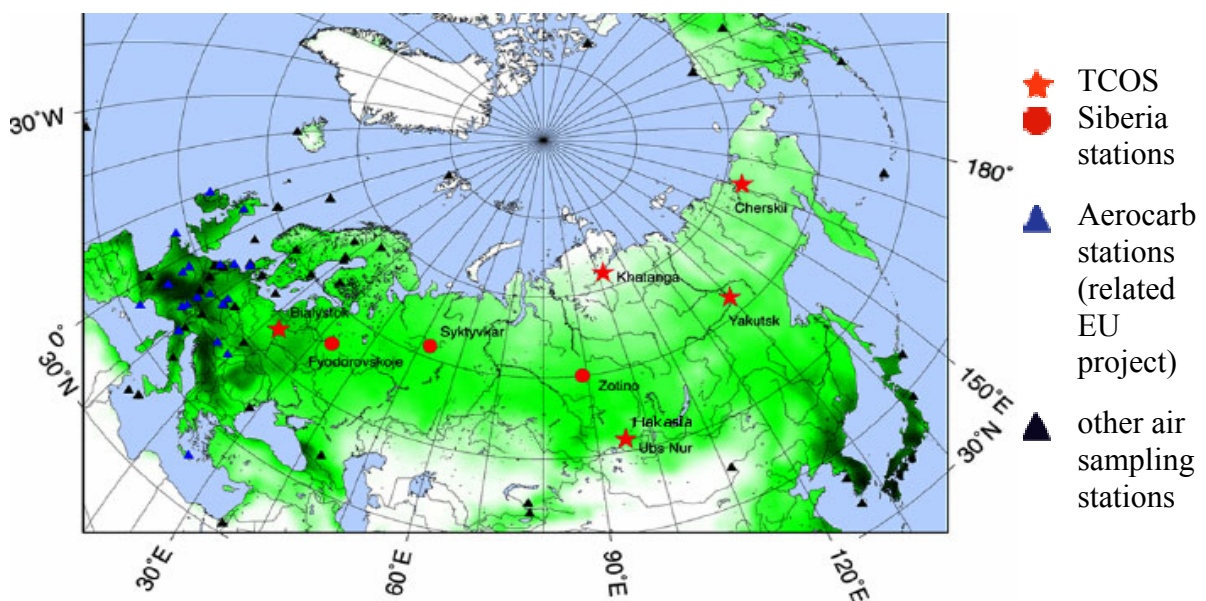 30°W
180°
Cherskii
Khatanga
Yakutsk
Bialystok
Syktyvkar
Fyodorovskoje
Zotino
Hakasia
Ubs Nur
0°
30°N
150°E
30°N
30°E
60°E
90°E
120°E
TCOS
Siberia
stations
Aerocarb
stations
(related
EU
project)
other air
sampling
stations